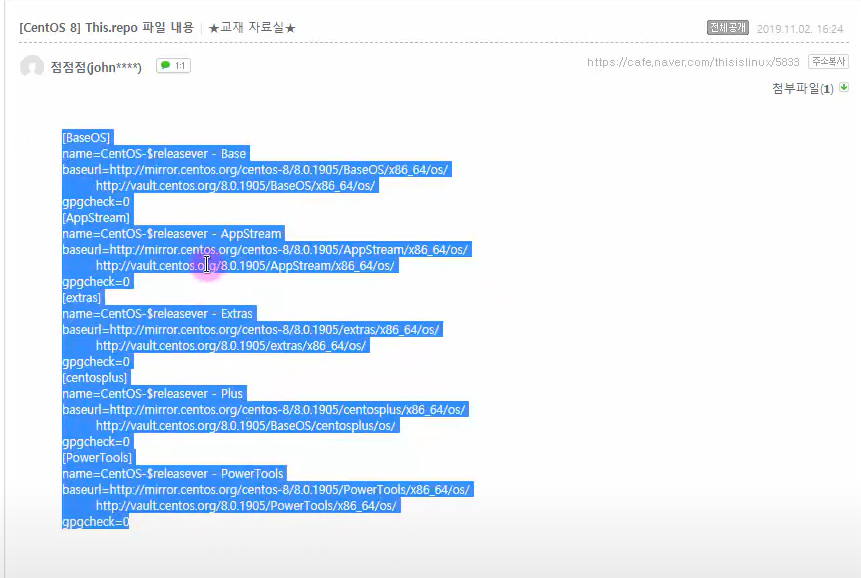 [CentOS 8] This.repo 파일 내용 | ★교재 자료실★
전체공개 2019.11.02. 16:24
점점점(john****) 1:1
https://cafe.naver.com/thisislinux/5833 주소복사
첨부파일(1)
[BaseOS]
name=CentOS-$releasever - Base
baseurl=http://mirror.centos.org/centos-8/8.0.1905/BaseOS/x86_64/os/
http://vault.centos.org/8.0.1905/BaseOS/x86_64/os/
gpgcheck=0
[AppStream]
name=CentOS-$releasever - AppStream
baseurl=http://mirror.centos.org/centos-8/8.0.1905/AppStream/x86_64/os/
http://vault.centos.org/8.0.1905/AppStream/x86_64/os/
gpgcheck=0
[extras]
name=CentOS-$releasever - Extras
baseurl=http://mirror.centos.org/centos-8/8.0.1905/extras/x86_64/os/
http://vault.centos.org/8.0.1905/extras/x86_64/os/
gpgcheck=0
[centosplus]
name=CentOS-$releasever - Plus
baseurl=http://mirror.centos.org/centos-8/8.0.1905/centosplus/x86_64/os/
http://vault.centos.org/8.0.1905/BaseOS/centosplus/os/
gpgcheck=0
[PowerTools]
name=CentOS-$releasever - PowerTools
baseurl=http://mirror.centos.org/centos-8/8.0.1905/PowerTools/x86_64/os/
http://vault.centos.org/8.0.1905/PowerTools/x86_64/os/
gpgcheck=0